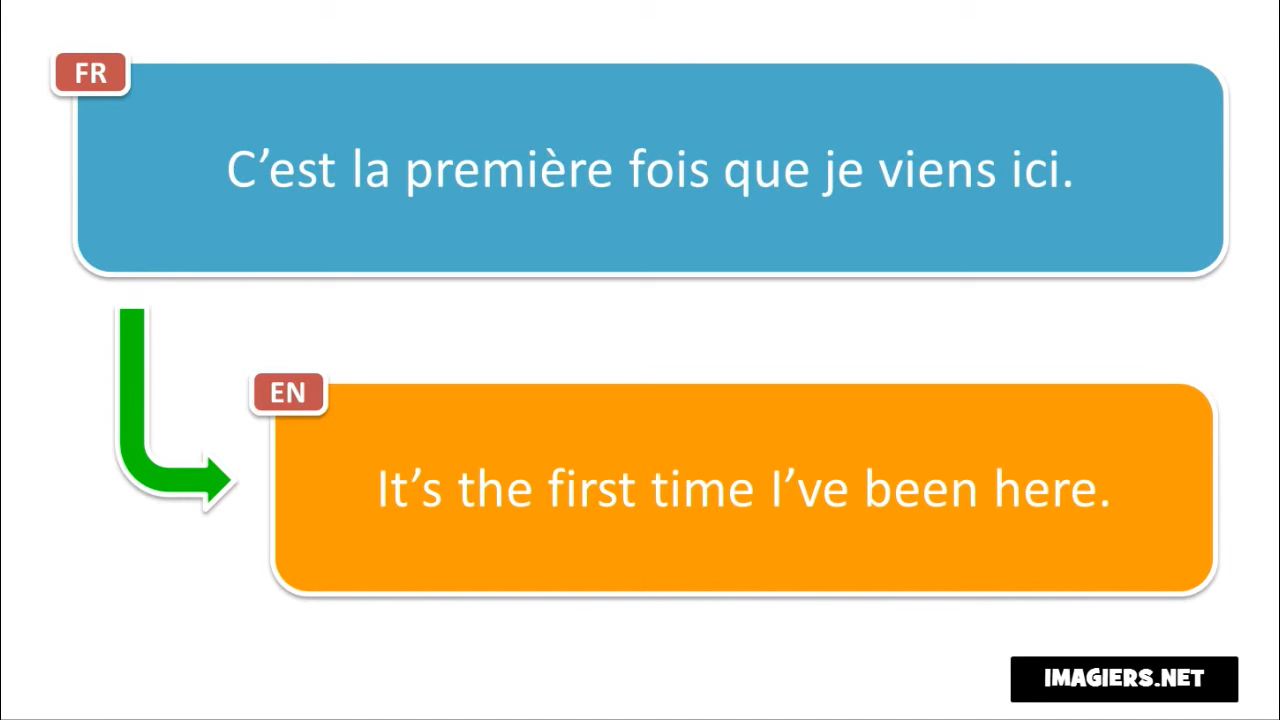 FR
C’est la première fois que je viens ici.
EN
It’s the first time I’ve been here.
IMAGIERS.NET